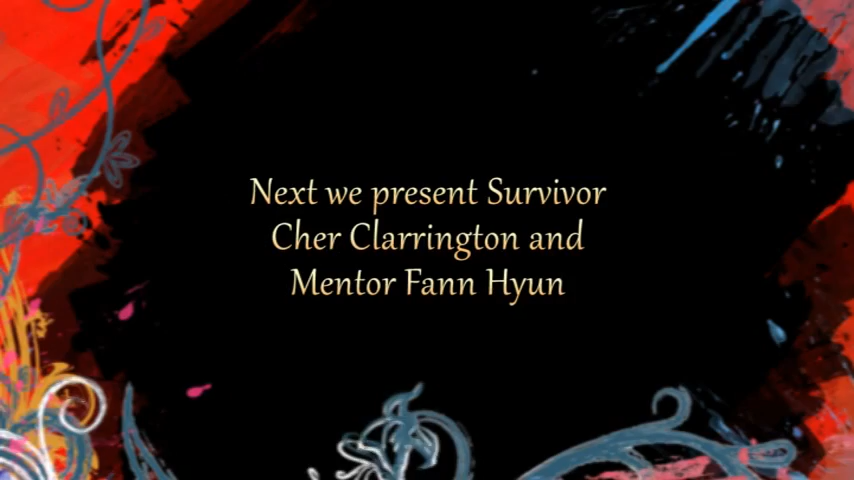 Next we present Survivor
Cher Clarrington and
Mentor Fann Hyun